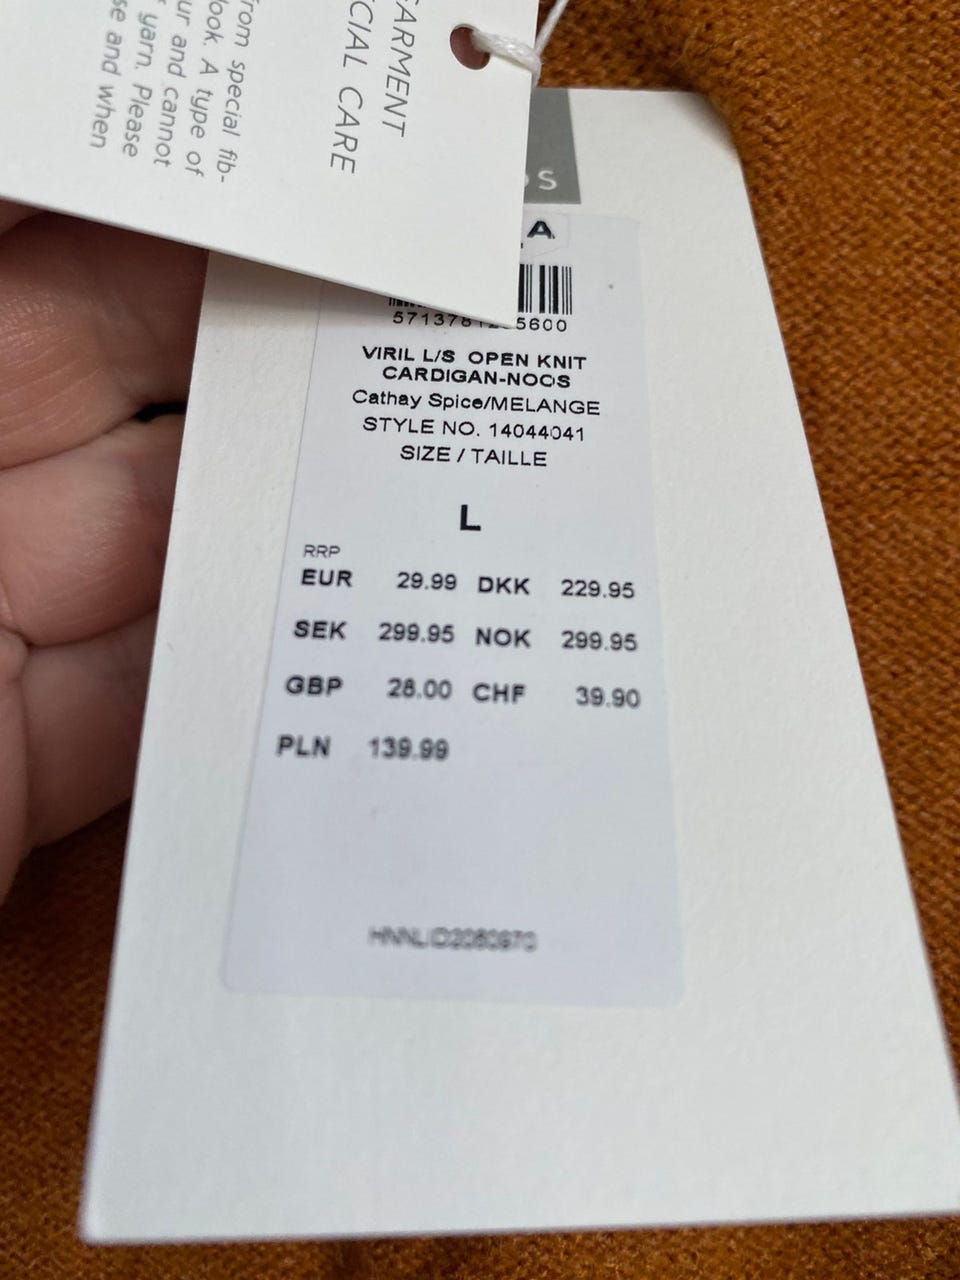 GARMENT
CIAL CARE
from special fib-
look. A type of
ur and cannot
yarn. Please
se and when
S
A
5600
VIRIL L/S OPEN KNIT
CARDIGAN-NOOS
Cathay Spice/MELANGE
STYLE NO. 14044041
SIZE / TAILLE
L
RRP
EUR 29.99 DKK 229.95
SEK 299.95 NOK 299.95
GBP 28.00 CHF 39.90
PLN 139.99